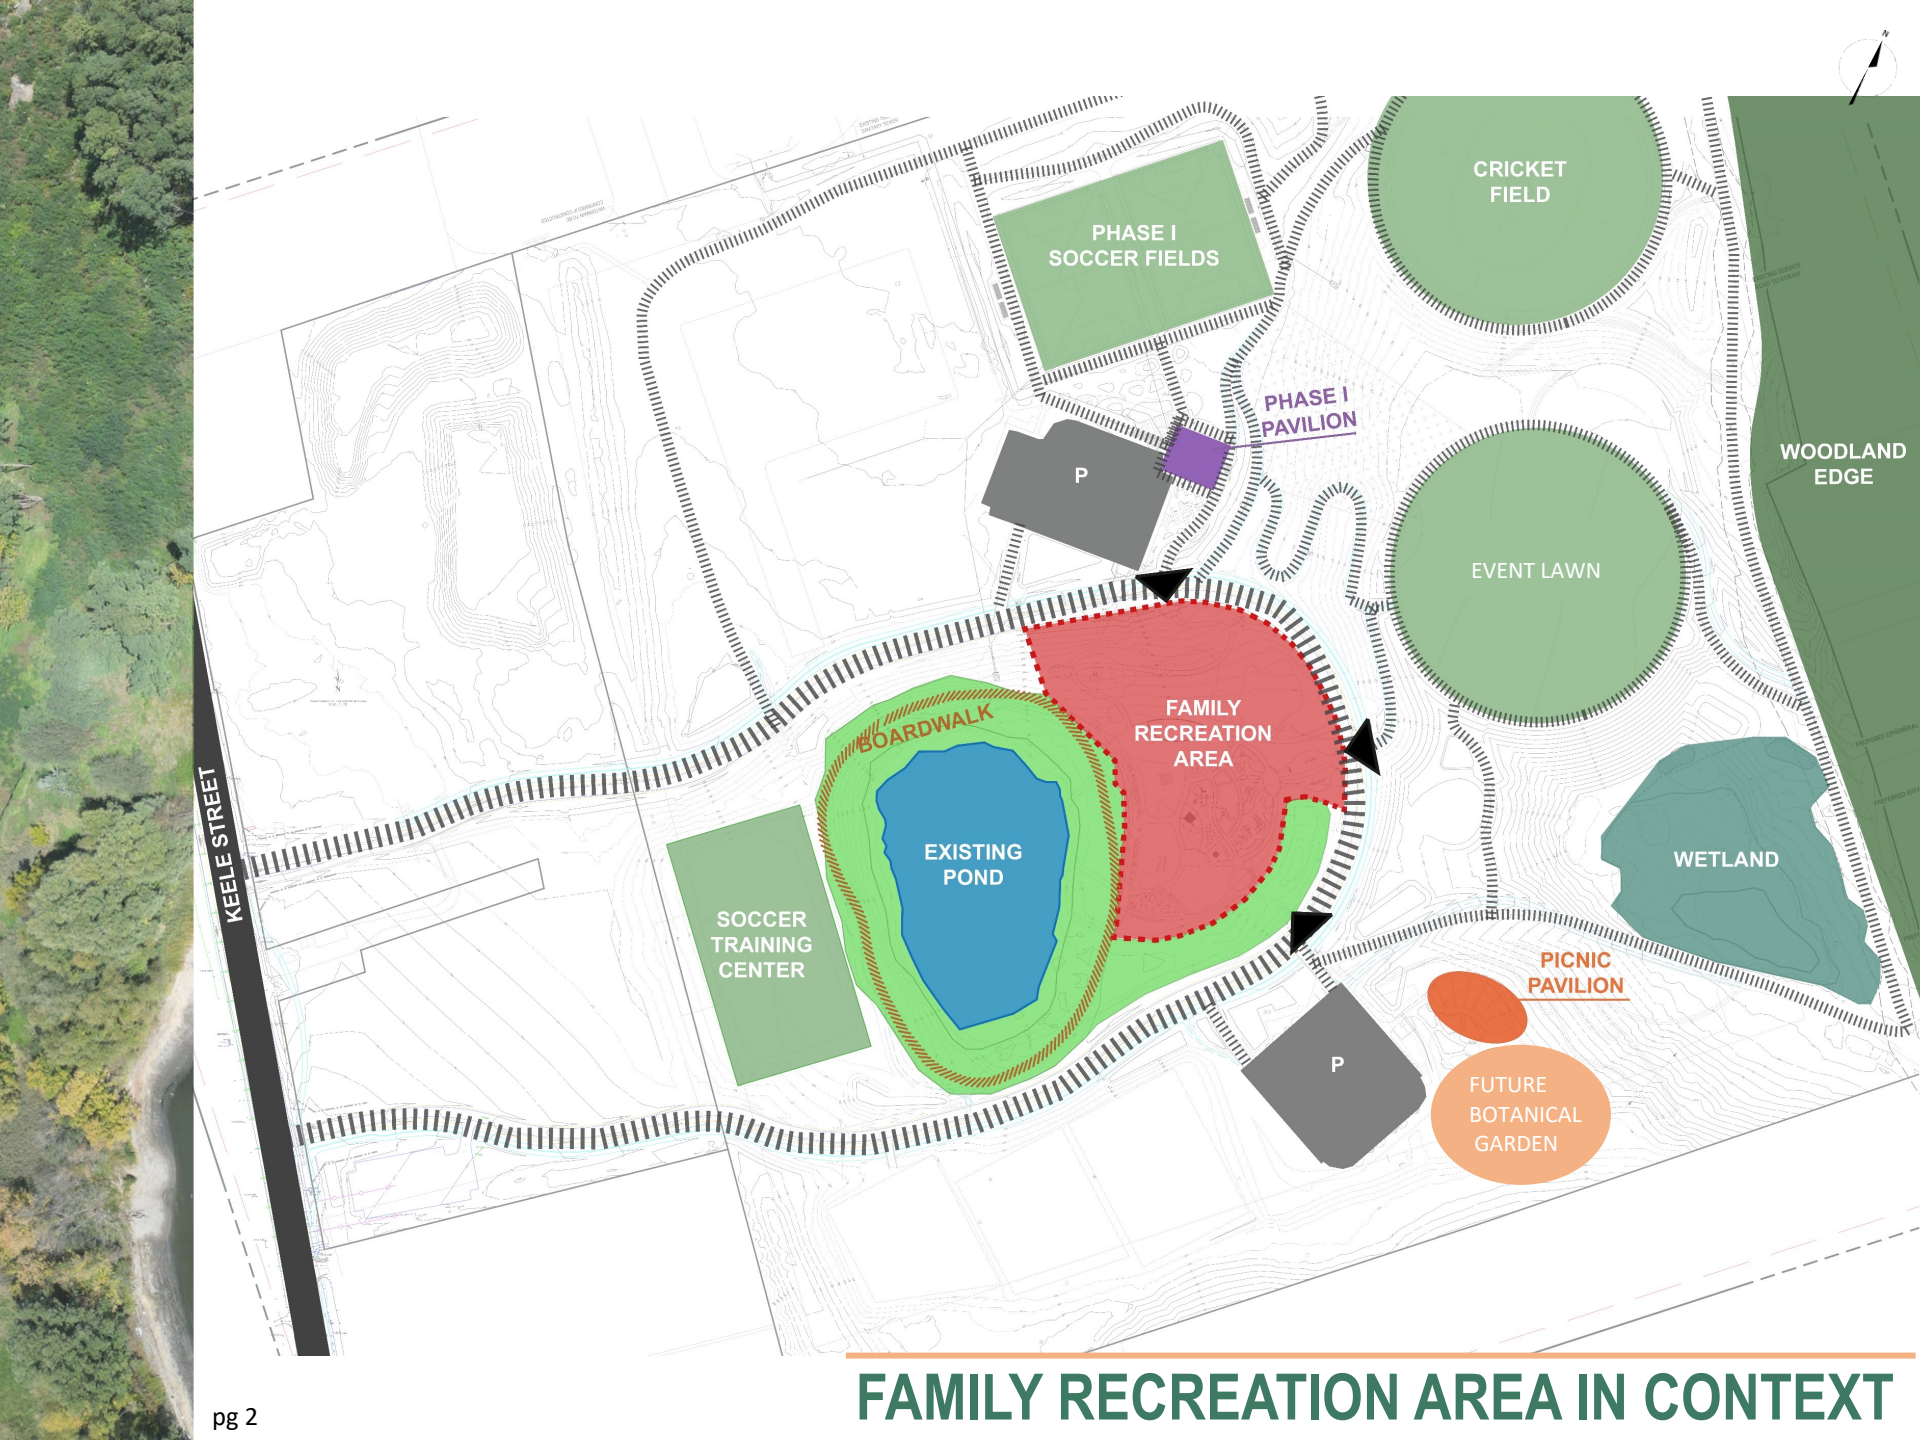 N
CRICKET
FIELD
PHASE I
SOCCER FIELDS
PHASE I
PAVILION
WOODLAND
EDGE
P
EVENT LAWN
FAMILY
RECREATION
AREA
BOARDWALK
KEELE STREET
EXISTING
POND
WETLAND
SOCCER
TRAINING
CENTER
PICNIC
PAVILION
P
FUTURE
BOTANICAL
GARDEN
FAMILY RECREATION AREA IN CONTEXT
pg 2